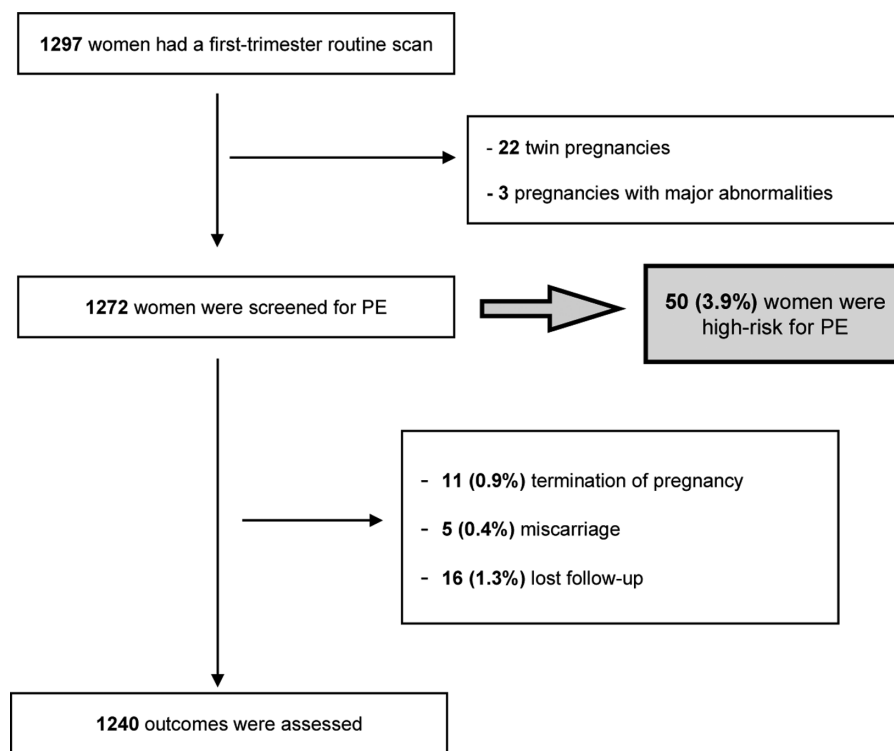 1297 women had a first-trimester routine scan
- 22 twin pregnancies
- 3 pregnancies with major abnormalities
1272 women were screened for PE
50 (3.9%) women were
high-risk for PE
- 11 (0.9%) termination of pregnancy
- 5 (0.4%) miscarriage
- 16 (1.3%) lost follow-up
1240 outcomes were assessed